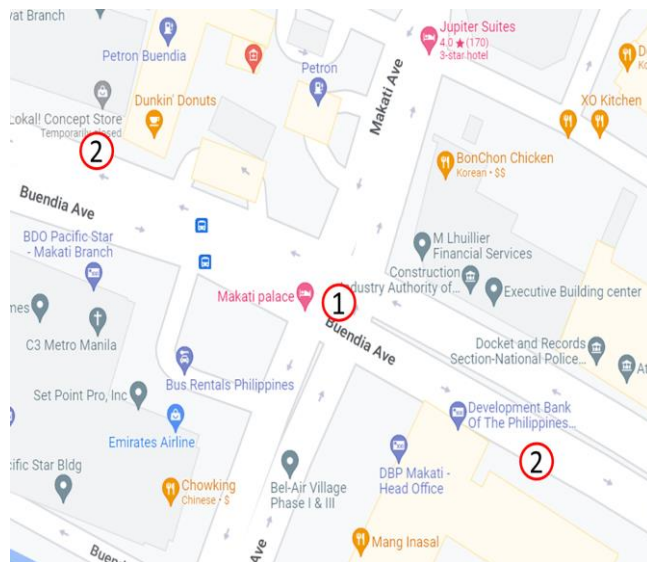 vat Branch
Petron Buendia
Lokal! Concept Store
Temporarily closed
2
Dunkin' Donuts
Petron
Jupiter Suites
4.0 ★ (170)
3-star hotel
Makati Ave
XO Kitchen
BonChon Chicken
Korean • $$
Buendia Ave
BDO Pacific Star
- Makati Branch
mes
C3 Metro Manila
Makati palace
1
M Lhuillier
Financial Services
Construction
Industry Authority of...
Executive Building center
Buendia Ave
Docket and Records
Section-National Police...
At
Set Point Pro, Inc
Bus Rentals Philippines
Emirates Airline
Development Bank
Of The Philippines...
2
cific Star Bldg
Chowking
Chinese • $
Bel-Air Village
Phase I & III
DBP Makati -
Head Office
Mang Inasal
Buen
Ave